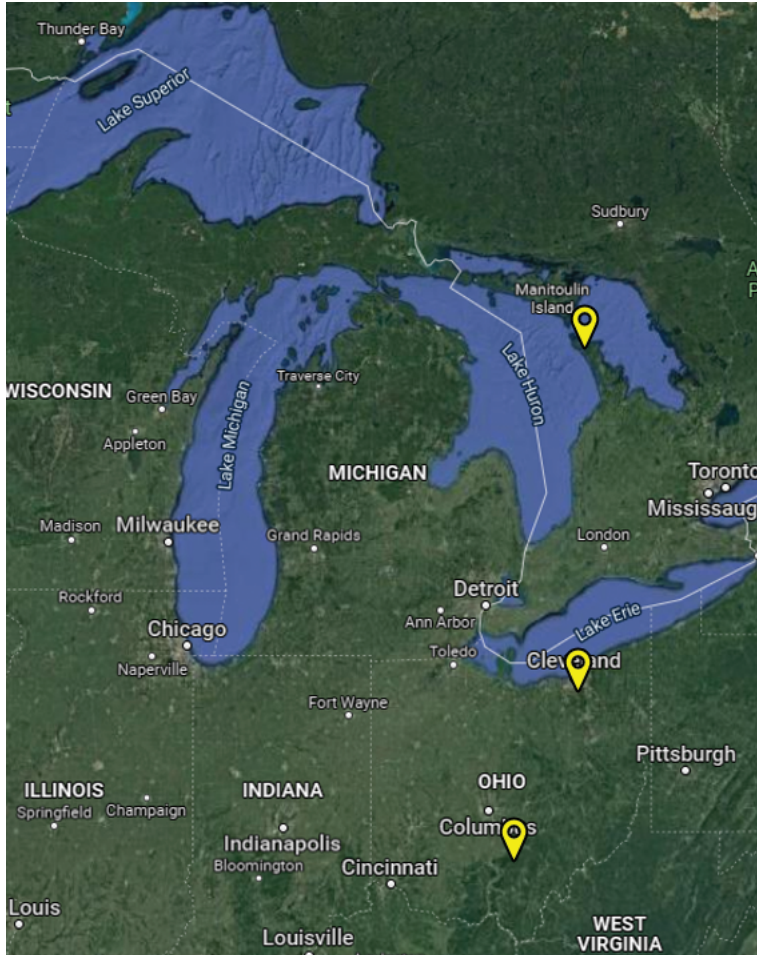 Thunder Bay
Lake Superior
Sudbury
Manitoulin
Island
A
P
Lake Huron
Traverse City
WISCONSIN
Green Bay
Lake Michigan
Appleton
MICHIGAN
Toronto
Mississaug
Madison
Milwaukee
Grand Rapids
London
Detroit
Rockford
Ann Arbor
Lake Erie
Chicago
Toledo
Cleveland
Naperville
Fort Wayne
Pittsburgh
ILLINOIS
INDIANA
OHIO
Springfield
Champaign
Columbus
Indianapolis
Bloomington
Cincinnati
Louis
WEST
VIRGINIA
Louisville